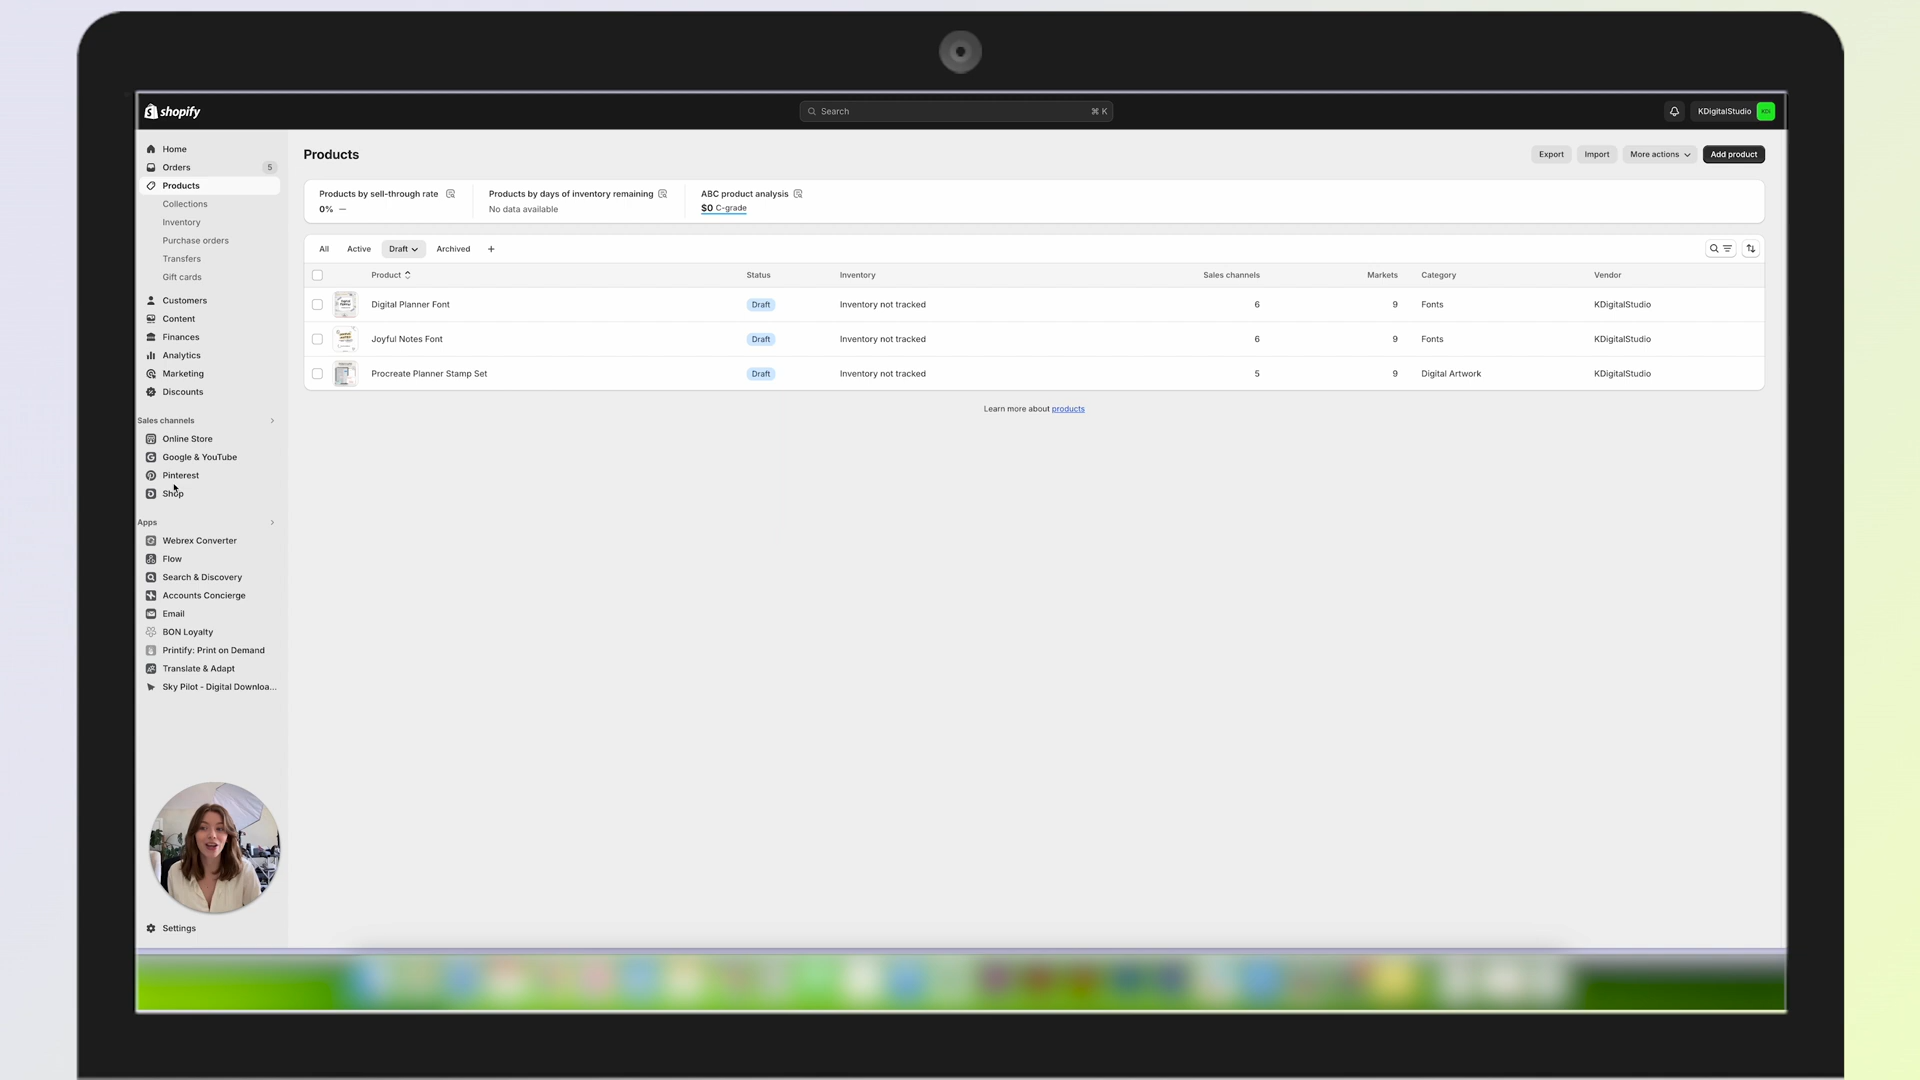 shopify
Search
⌘ K
KDigitalStudio
Home
Orders 5
Products
Collections
Inventory
Purchase orders
Transfers
Gift cards
Customers
Content
Finances
Analytics
Marketing
Discounts
Sales channels
Online Store
Google & YouTube
Pinterest
Shop
Apps
Webrex Converter
Flow
Search & Discovery
Accounts Concierge
Email
BON Loyalty
Printify: Print on Demand
Translate & Adapt
Sky Pilot - Digital Downloa...
Settings
Products
Export Import More actions Add product
Products by sell-through rate
0% —
Products by days of inventory remaining
No data available
ABC product analysis
$0 C-grade
All Active Draft Archived +
Product Status Inventory Sales channels Markets Category Vendor
Digital Planner Font Draft Inventory not tracked 6 9 Fonts KDigitalStudio
Joyful Notes Font Draft Inventory not tracked 6 9 Fonts KDigitalStudio
Procreate Planner Stamp Set Draft Inventory not tracked 5 9 Digital Artwork KDigitalStudio
Learn more about products